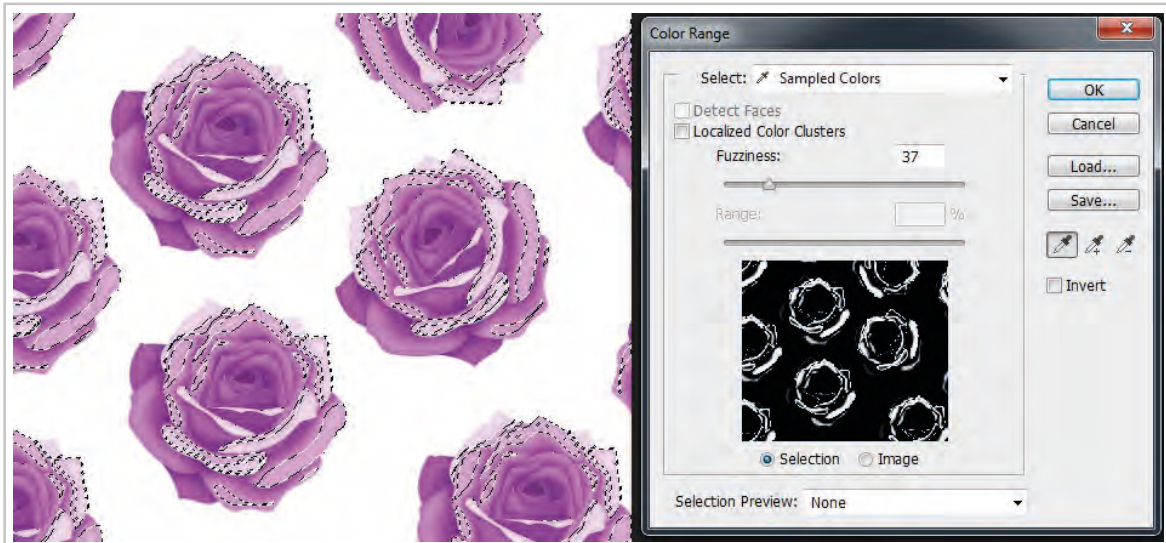 Color Range
Select: Sampled Colors
Detect Faces
Localized Color Clusters
Fuzziness: 37
Range: %
Selection Image
Selection Preview: None
OK
Cancel
Load...
Save...
Invert